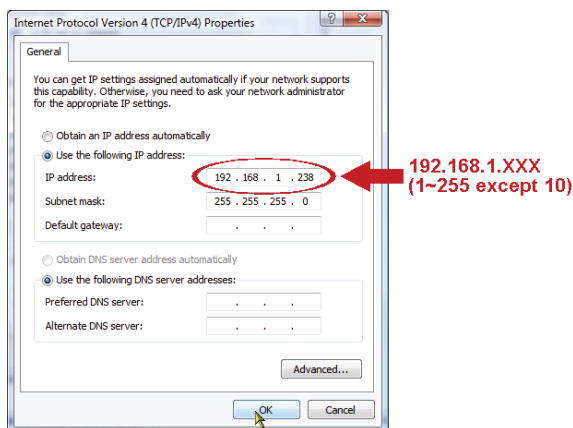 Internet Protocol Version 4 (TCP/IPv4) Properties
General
You can get IP settings assigned automatically if your network supports
this capability. Otherwise, you need to ask your network administrator
for the appropriate IP settings.
Obtain an IP address automatically
Use the following IP address:
IP address: 192 . 168 . 1 . 238
192.168.1.XXX
(1~255 except 10)
Subnet mask: 255 . 255 . 255 . 0
Default gateway: . . .
Obtain DNS server address automatically
Use the following DNS server addresses:
Preferred DNS server: . . .
Alternate DNS server: . . .
Advanced...
OK Cancel